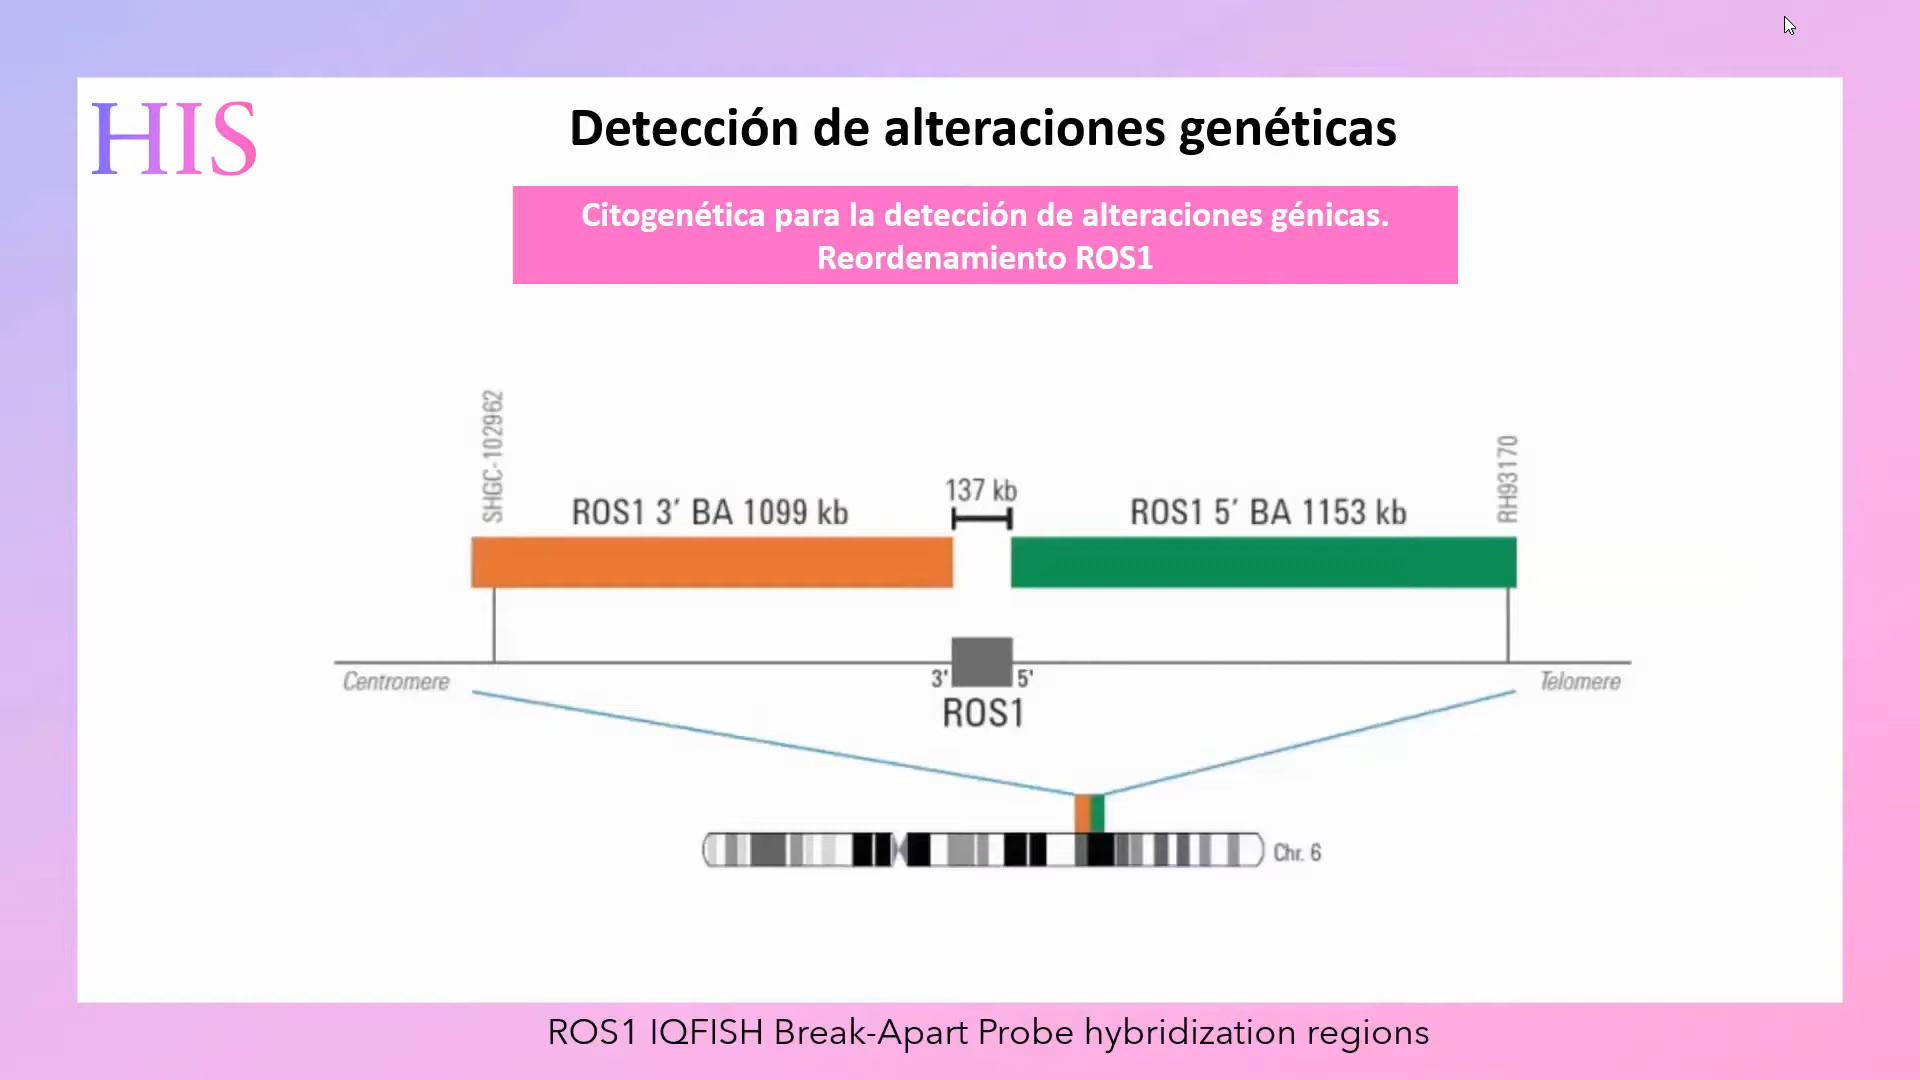 HIS
Detección de alteraciones genéticas
Citogenética para la detección de alteraciones génicas.
Reordenamiento ROS1
SHGC-102962
ROS1 3′ BA 1099 kb
137 kb
ROS1 5′ BA 1153 kb
RH93170
Centromere
3'
5'
Telomere
ROS1
Chr. 6
ROS1 IQFISH Break-Apart Probe hybridization regions